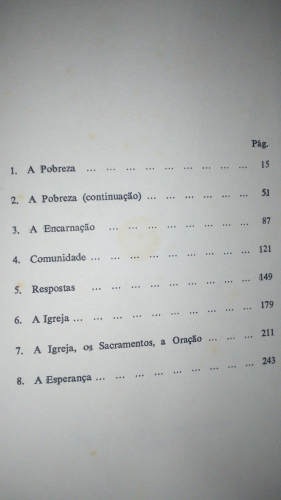 Pág.
1. A Pobreza ... ... ... ... ... ... ... ... ... 15
2. A Pobreza (continuação) ... ... ... ... ... ... 51
3. A Encarnação ... ... ... ... ... ... ... ... 87
4. Comunidade ... ... ... ... ... ... ... ... ... 121
5. Respostas ... ... ... ... ... ... ... ... ... 149
6. A Igreja ... ... ... ... ... ... ... ... ... ... 179
7. A Igreja, os Sacramentos, a Oração ... ... ... 211
8. A Esperança ... ... ... ... ... ... ... ... ... 243